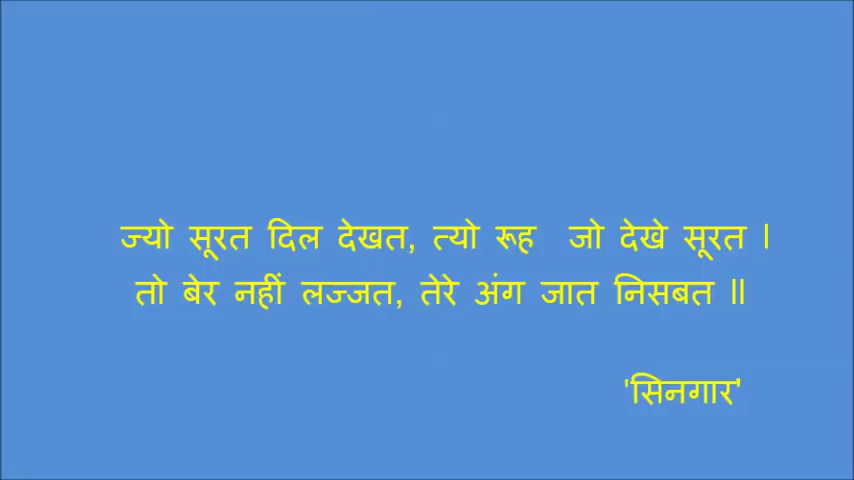 ज्यो सूरत दिल देखत, त्यो रूह जो देखे सूरत ।
तो बेर नहीं लज्जत, तेरे अंग जात निसबत ॥
'सिनगार'